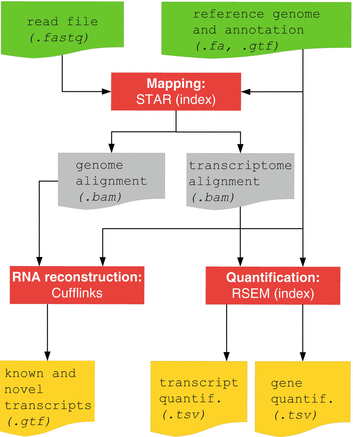 read file
(.fastq)
reference genome
and annotation
(.fa, .gtf)
Mapping:
STAR (index)
genome
alignment
(.bam)
transcriptome
alignment
(.bam)
RNA reconstruction:
Cufflinks
Quantification:
RSEM (index)
known and
novel
transcripts
(.gtf)
transcript
quantif.
(.tsv)
gene
quantif.
(.tsv)